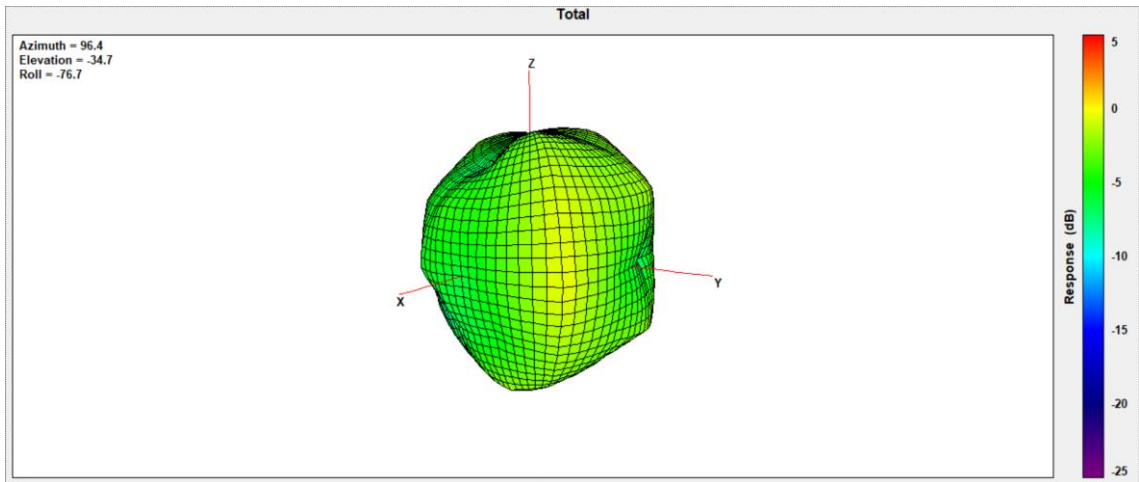 Total
Azimuth = 96.4
Elevation = -34.7
Roll = -76.7
Z
X
Y
5
0
-5
-10
-15
-20
-25
Response (dB)